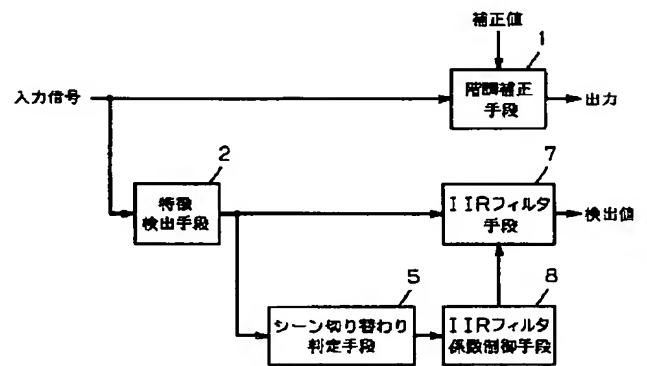 補正値
1
入力信号
階調補正
手段
出力
2
特徴
検出手段
7
IIRフィルタ
手段
検出値
5
シーン切り替わり
判定手段
8
IIRフィルタ
係数制御手段